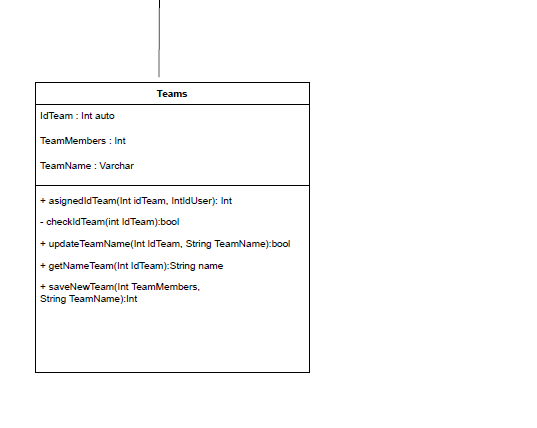 Teams
IdTeam : Int auto
TeamMembers : Int
TeamName : Varchar
+ asignedIdTeam(Int idTeam, IntIdUser): Int
- checkIdTeam(int IdTeam):bool
+ updateTeamName(Int IdTeam, String TeamName):bool
+ getNameTeam(Int IdTeam):String name
+ saveNewTeam(Int TeamMembers,
String TeamName):Int